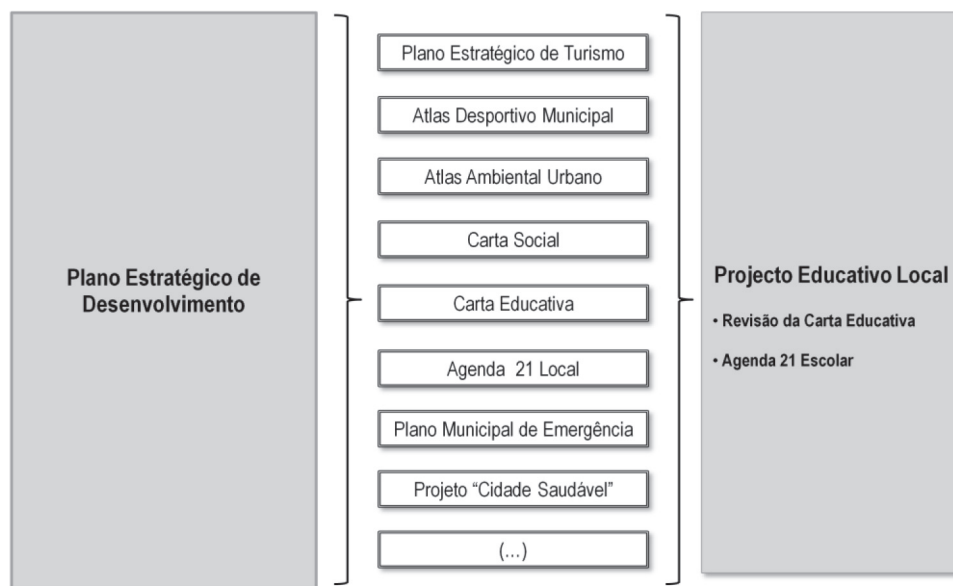 Plano Estratégico de
Desenvolvimento
Plano Estratégico de Turismo
Atlas Desportivo Municipal
Atlas Ambiental Urbano
Carta Social
Carta Educativa
Agenda 21 Local
Plano Municipal de Emergência
Projeto “Cidade Saudável”
(...)
Projecto Educativo Local
• Revisão da Carta Educativa
• Agenda 21 Escolar